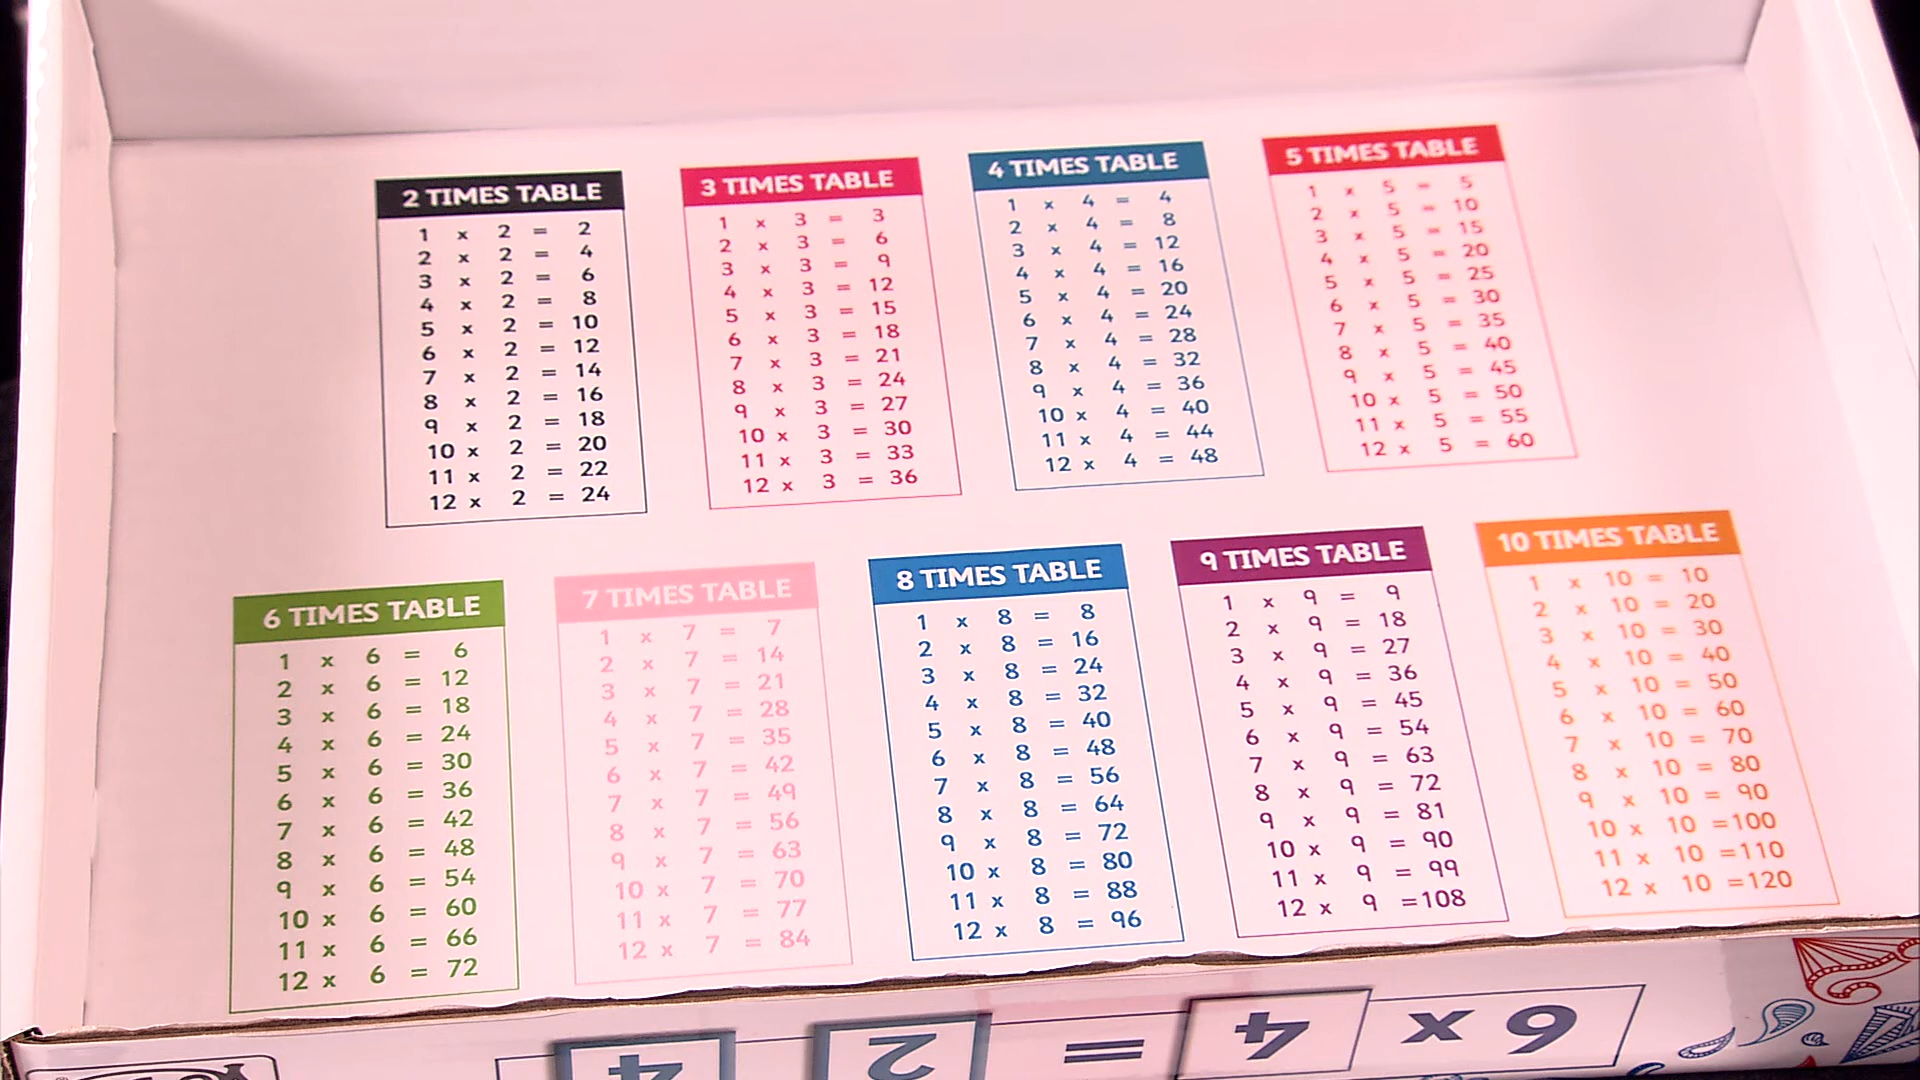 2 TIMES TABLE
1 x 2 = 2
2 x 2 = 4
3 x 2 = 6
4 x 2 = 8
5 x 2 = 10
6 x 2 = 12
7 x 2 = 14
8 x 2 = 16
9 x 2 = 18
10 x 2 = 20
11 x 2 = 22
12 x 2 = 24
3 TIMES TABLE
1 x 3 = 3
2 x 3 = 6
3 x 3 = 9
4 x 3 = 12
5 x 3 = 15
6 x 3 = 18
7 x 3 = 21
8 x 3 = 24
9 x 3 = 27
10 x 3 = 30
11 x 3 = 33
12 x 3 = 36
4 TIMES TABLE
1 x 4 = 4
2 x 4 = 8
3 x 4 = 12
4 x 4 = 16
5 x 4 = 20
6 x 4 = 24
7 x 4 = 28
8 x 4 = 32
9 x 4 = 36
10 x 4 = 40
11 x 4 = 44
12 x 4 = 48
5 TIMES TABLE
1 x 5 = 5
2 x 5 = 10
3 x 5 = 15
4 x 5 = 20
5 x 5 = 25
6 x 5 = 30
7 x 5 = 35
8 x 5 = 40
9 x 5 = 45
10 x 5 = 50
11 x 5 = 55
12 x 5 = 60
6 TIMES TABLE
1 x 6 = 6
2 x 6 = 12
3 x 6 = 18
4 x 6 = 24
5 x 6 = 30
6 x 6 = 36
7 x 6 = 42
8 x 6 = 48
9 x 6 = 54
10 x 6 = 60
11 x 6 = 66
12 x 6 = 72
7 TIMES TABLE
1 x 7 = 7
2 x 7 = 14
3 x 7 = 21
4 x 7 = 28
5 x 7 = 35
6 x 7 = 42
7 x 7 = 49
8 x 7 = 56
9 x 7 = 63
10 x 7 = 70
11 x 7 = 77
12 x 7 = 84
8 TIMES TABLE
1 x 8 = 8
2 x 8 = 16
3 x 8 = 24
4 x 8 = 32
5 x 8 = 40
6 x 8 = 48
7 x 8 = 56
8 x 8 = 64
9 x 8 = 72
10 x 8 = 80
11 x 8 = 88
12 x 8 = 96
9 TIMES TABLE
1 x 9 = 9
2 x 9 = 18
3 x 9 = 27
4 x 9 = 36
5 x 9 = 45
6 x 9 = 54
7 x 9 = 63
8 x 9 = 72
9 x 9 = 81
10 x 9 = 90
11 x 9 = 99
12 x 9 =108
10 TIMES TABLE
1 x 10 = 10
2 x 10 = 20
3 x 10 = 30
4 x 10 = 40
5 x 10 = 50
6 x 10 = 60
7 x 10 = 70
8 x 10 = 80
9 x 10 = 90
10 x 10 =100
11 x 10 =110
12 x 10 =120
6 x 4 = 24